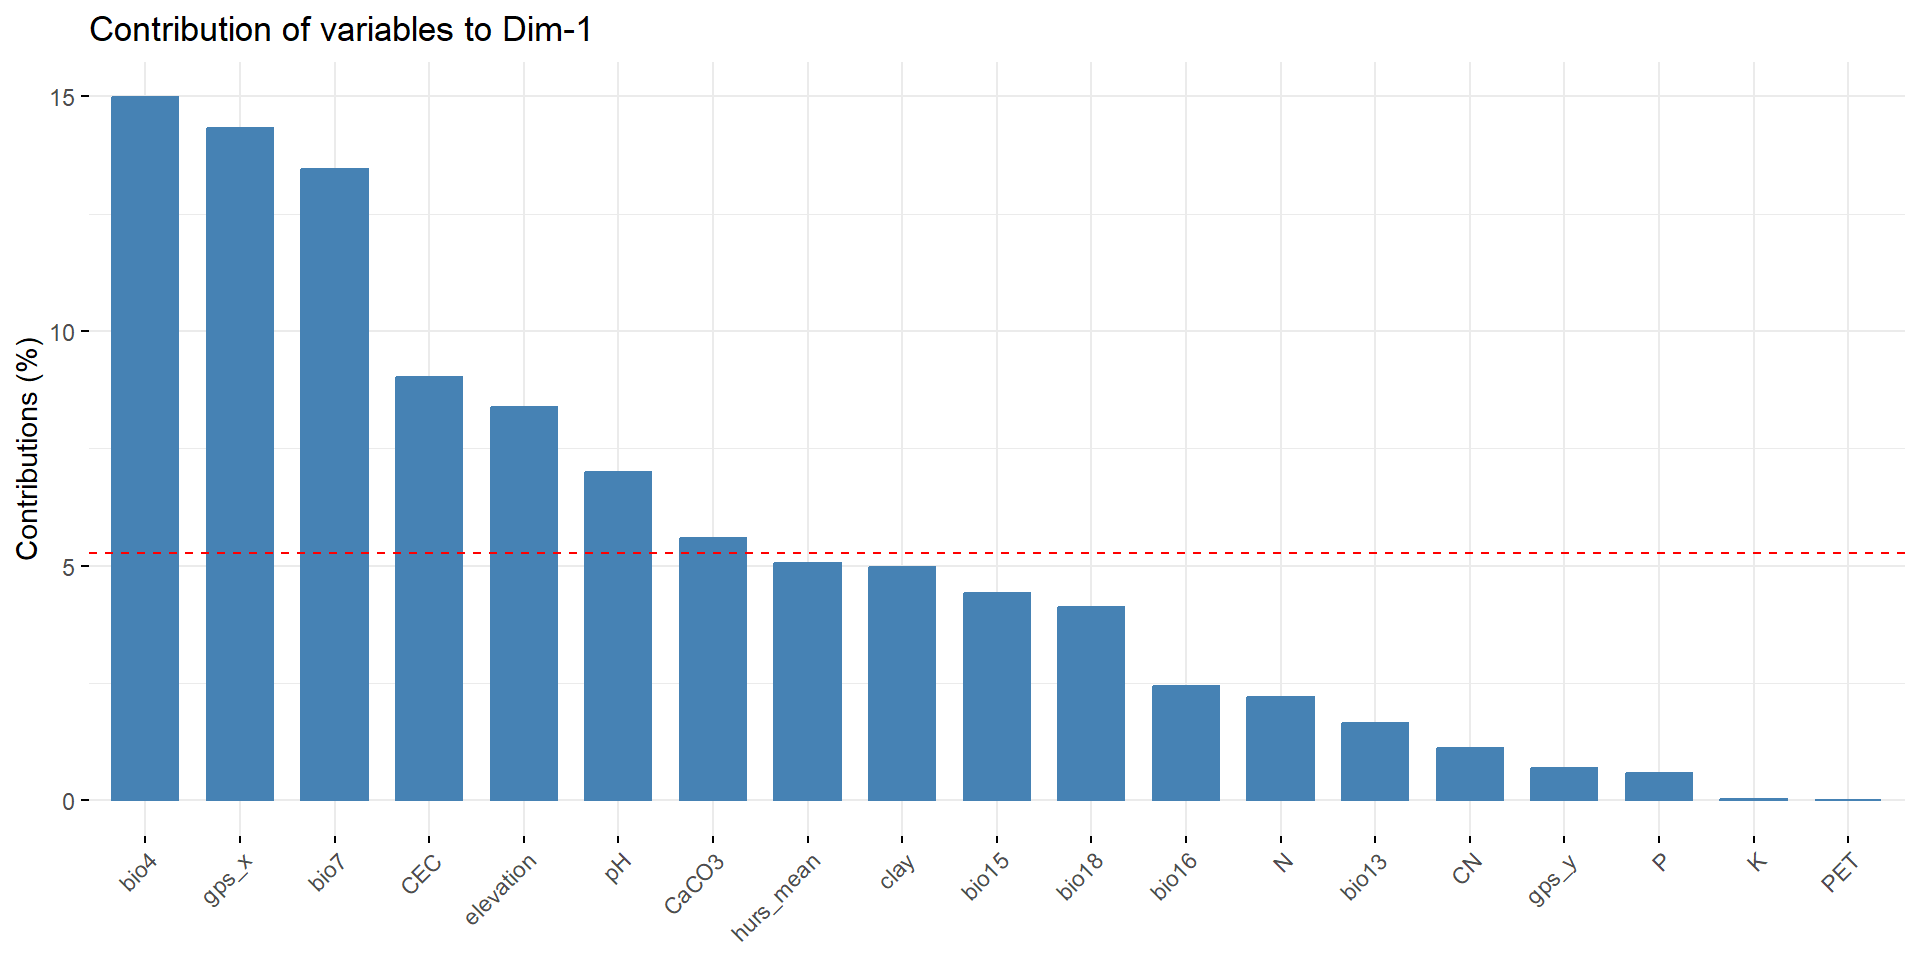 Contribution of variables to Dim-1
Contributions (%)
15
10
5
0
bio4
gps_x
bio7
CEC
elevation
pH
CaCO3
hurs_mean
clay
bio15
bio18
bio16
N
bio13
CN
gps_y
P
K
PET